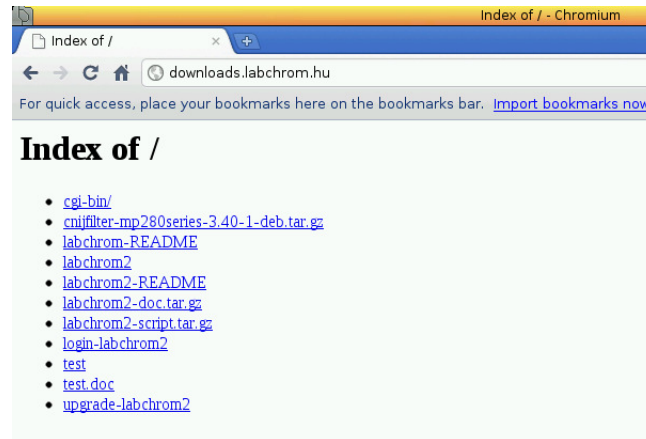 Index of / - Chromium
Index of /
downloads.labchrom.hu
For quick access, place your bookmarks here on the bookmarks bar. Import bookmarks now
Index of /
cgi-bin/
cnijfilter-mp280series-3.40-1-deb.tar.gz
labchrom-README
labchrom2
labchrom2-README
labchrom2-doc.tar.gz
labchrom2-script.tar.gz
login-labchrom2
test
test.doc
upgrade-labchrom2